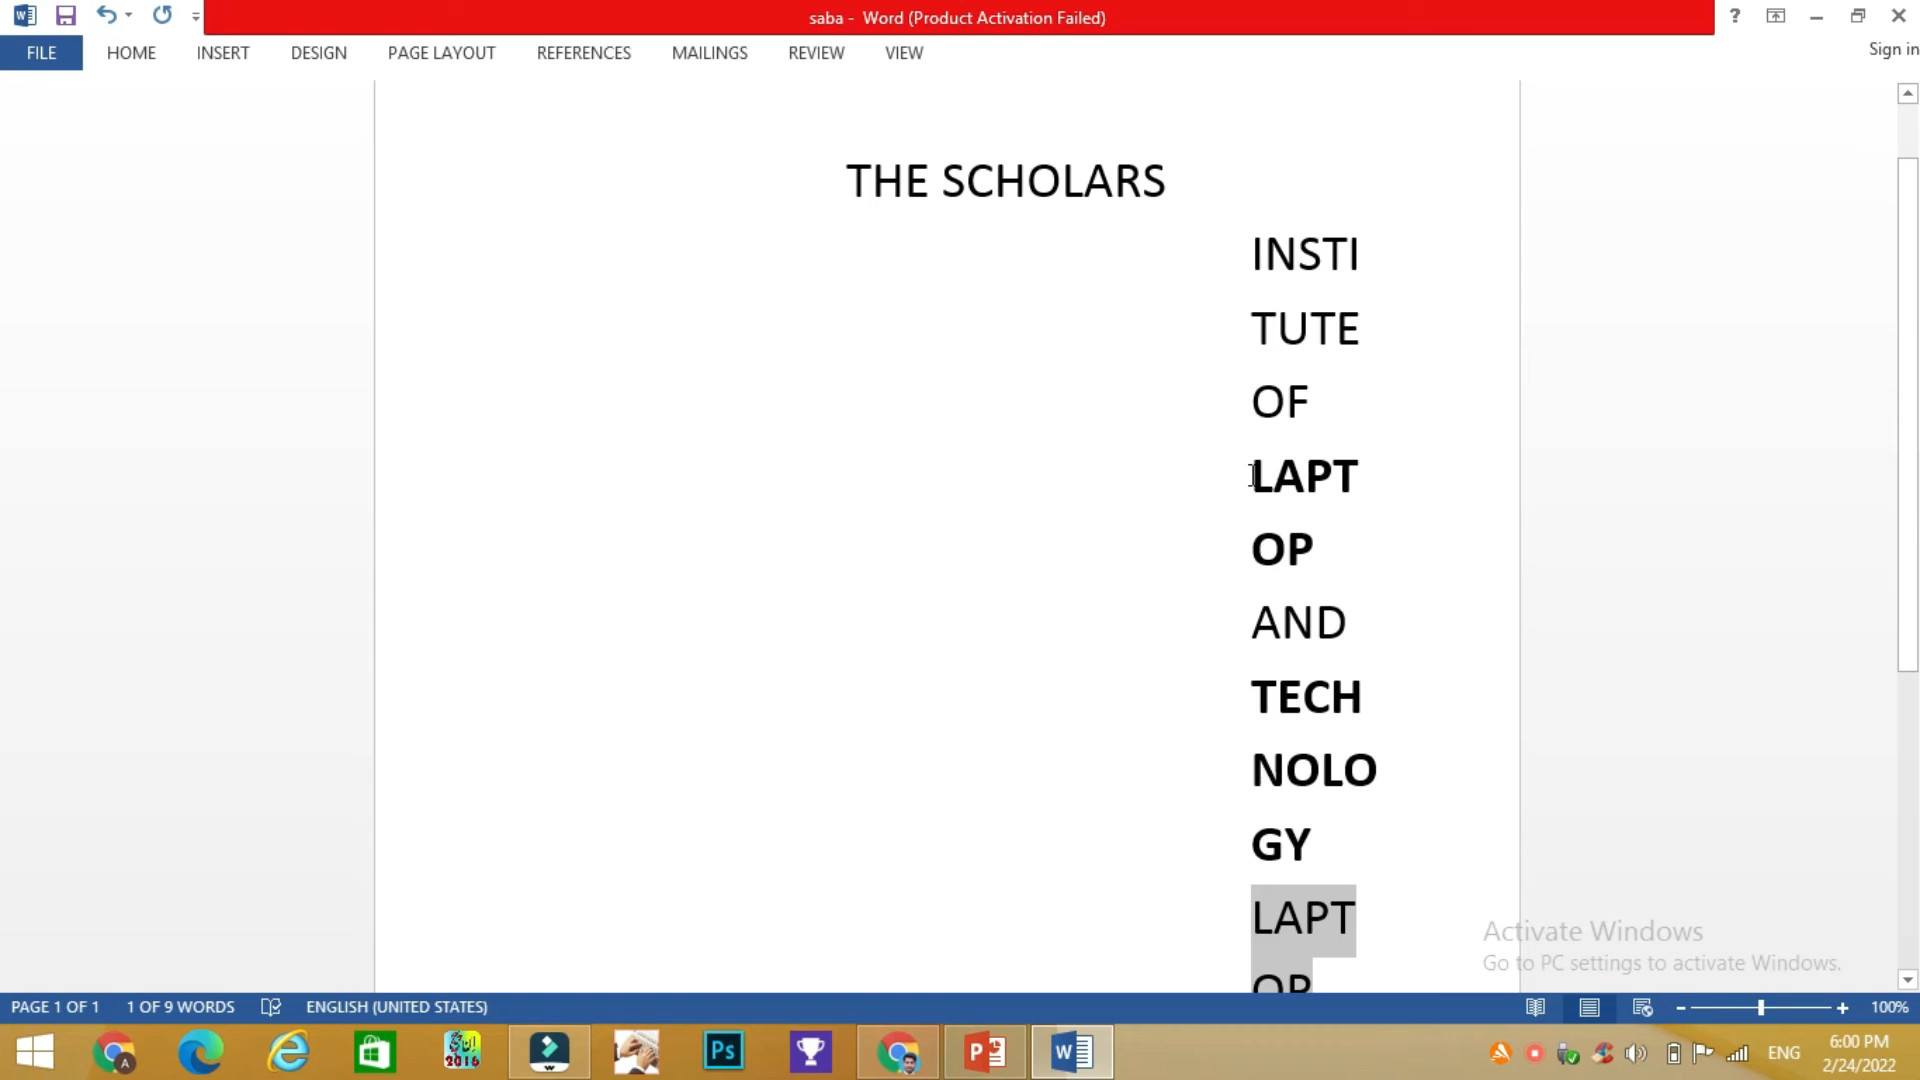 saba - Word (Product Activation Failed)
FILE HOME INSERT DESIGN PAGE LAYOUT REFERENCES MAILINGS REVIEW VIEW Sign in
THE SCHOLARS
INSTI
TUTE
OF
LAPT
OP
AND
TECH
NOLO
GY
LAPT
OP
Activate Windows
Go to PC settings to activate Windows.
PAGE 1 OF 1 1 OF 9 WORDS ENGLISH (UNITED STATES) 100%
ENG 6:00 PM
2/24/2022